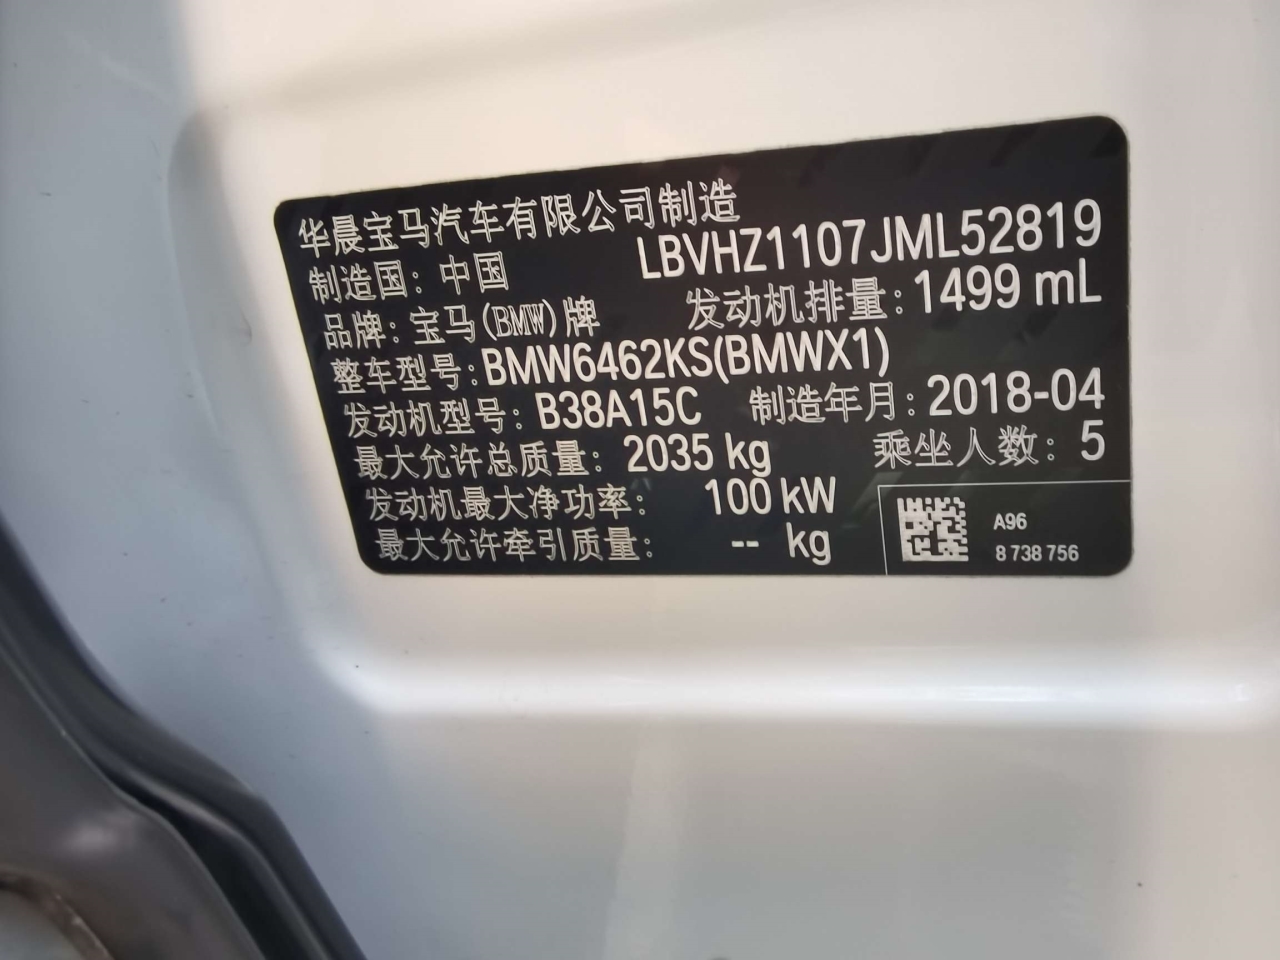 华晨宝马汽车有限公司制造
制造国：中国 LBVHZ1107JML52819
品牌：宝马(BMW)牌 发动机排量：1499 mL
整车型号：BMW6462KS(BMWX1)
发动机型号：B38A15C 制造年月：2018-04
最大允许总质量：2035 kg 乘坐人数：5
发动机最大净功率：100 kW
最大允许牵引质量：-- kg
A96
8 738 756